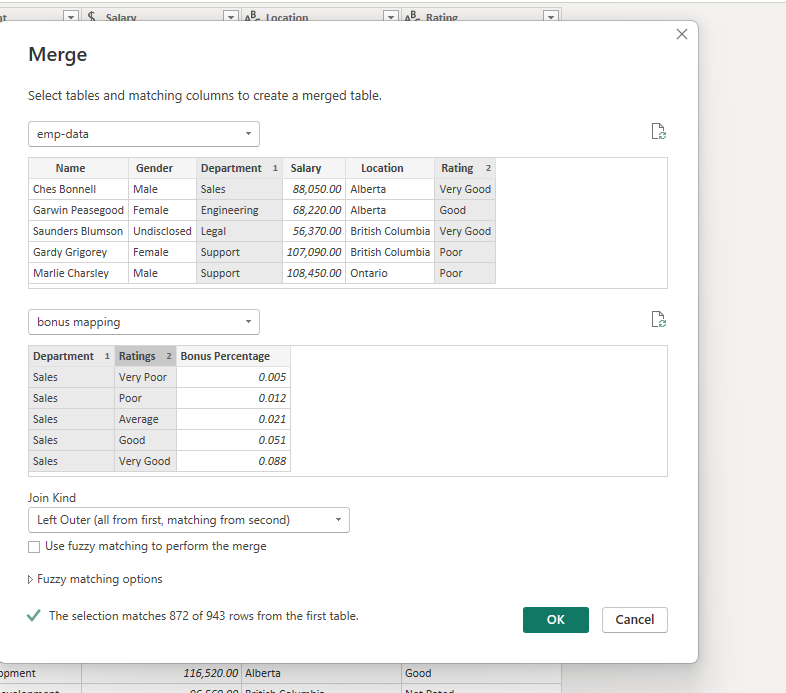 Salary Location Rating
Merge
Select tables and matching columns to create a merged table.
emp-data
Name Gender Department 1 Salary Location Rating 2
Ches Bonnell Male Sales 88,050.00 Alberta Very Good
Garwin Peasegood Female Engineering 68,220.00 Alberta Good
Saunders Blumson Undisclosed Legal 56,370.00 British Columbia Very Good
Gardy Grigorey Female Support 107,090.00 British Columbia Poor
Marlie Charsley Male Support 108,450.00 Ontario Poor
bonus mapping
Department 1 Ratings 2 Bonus Percentage
Sales Very Poor 0.005
Sales Poor 0.012
Sales Average 0.021
Sales Good 0.051
Sales Very Good 0.088
Join Kind
Left Outer (all from first, matching from second)
Use fuzzy matching to perform the merge
Fuzzy matching options
The selection matches 872 of 943 rows from the first table.
OK Cancel
opment 116,520.00 Alberta Good